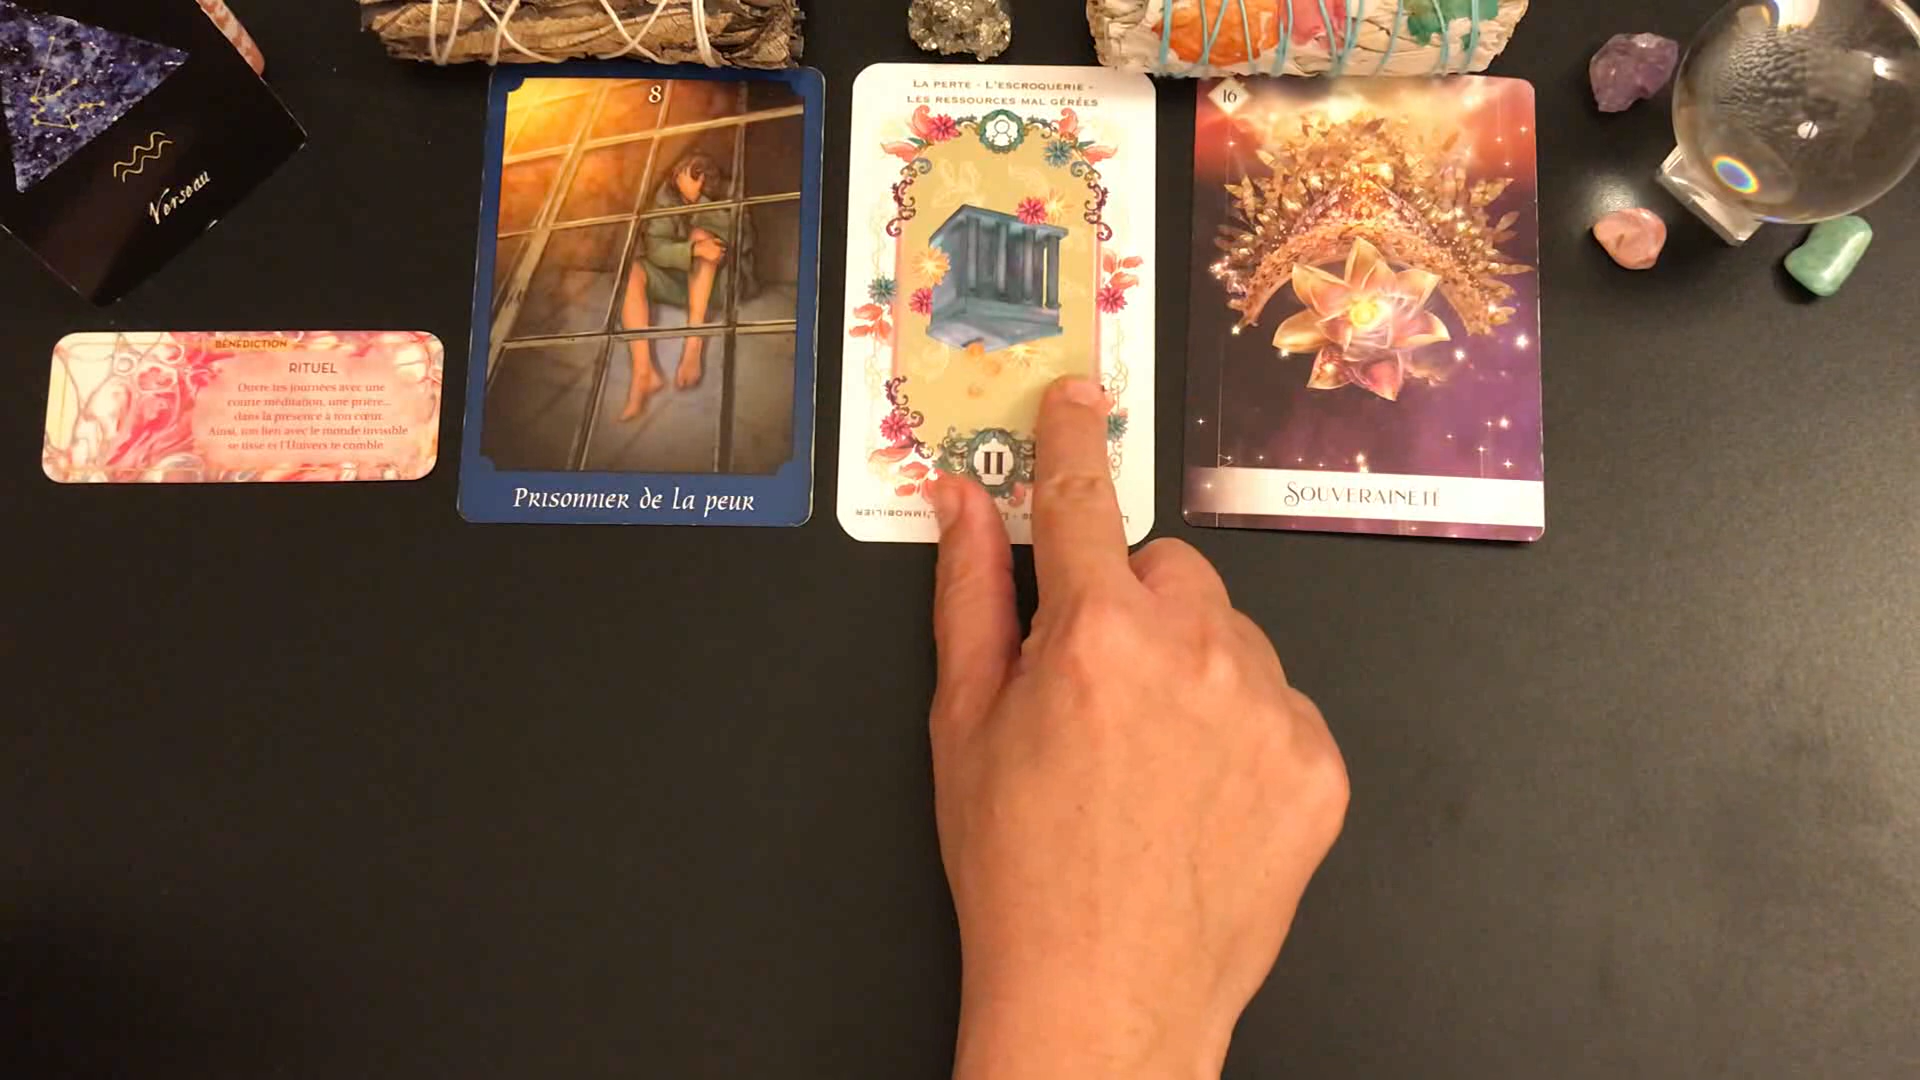 Verseau
BÉNÉDICTION
RITUEL
Ouvre tes journées avec une
courte méditation, une prière...
dans la présence à ton cœur.
Ainsi, ton lien avec le monde invisible
se tisse et l'Univers te comble.
8
Prisonnier de la peur
LA PERTE - L'ESCROQUERIE -
LES RESSOURCES MAL GÉRÉES
II
L'IMMOBILIER
16
SOUVERAINETÉ